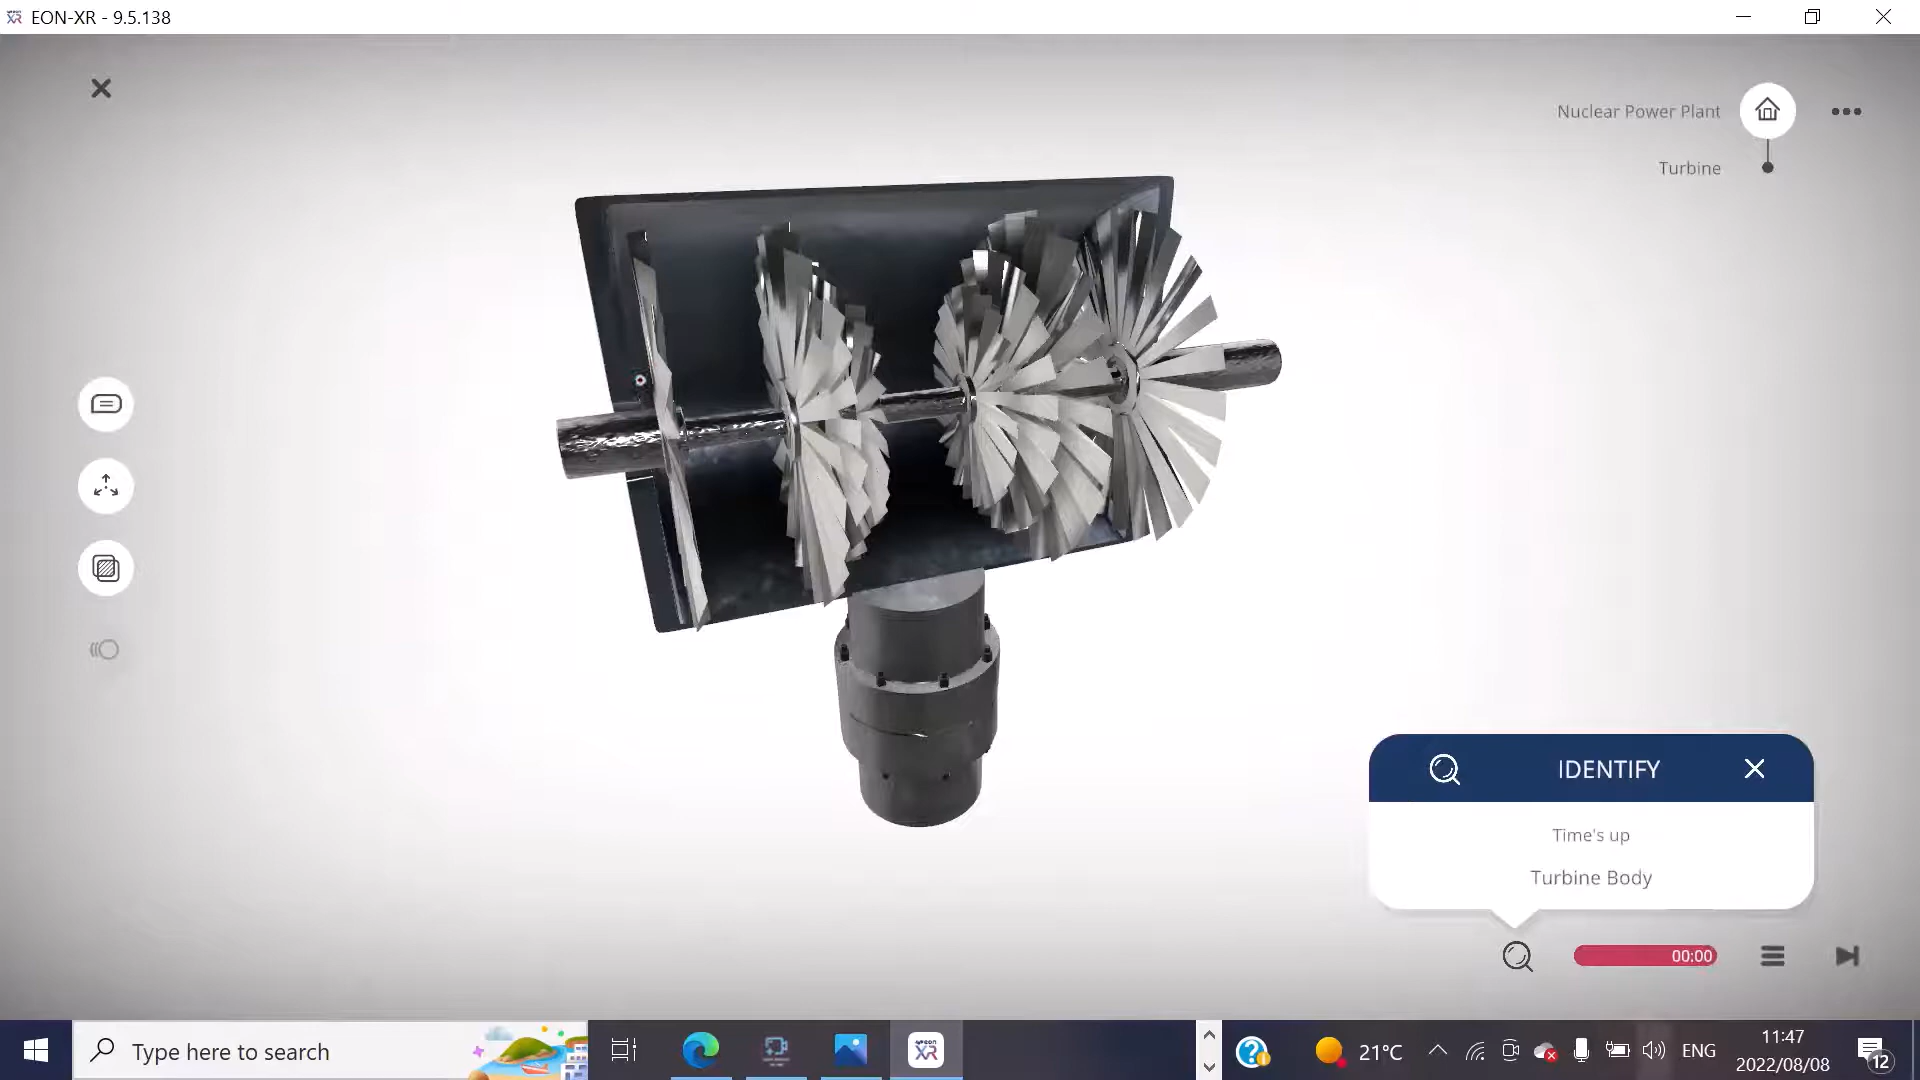 EON-XR - 9.5.138
Nuclear Power Plant
Turbine
IDENTIFY
Time's up
Turbine Body
00:00
Type here to search
XR
21°C
ENG
11:47
2022/08/08
12